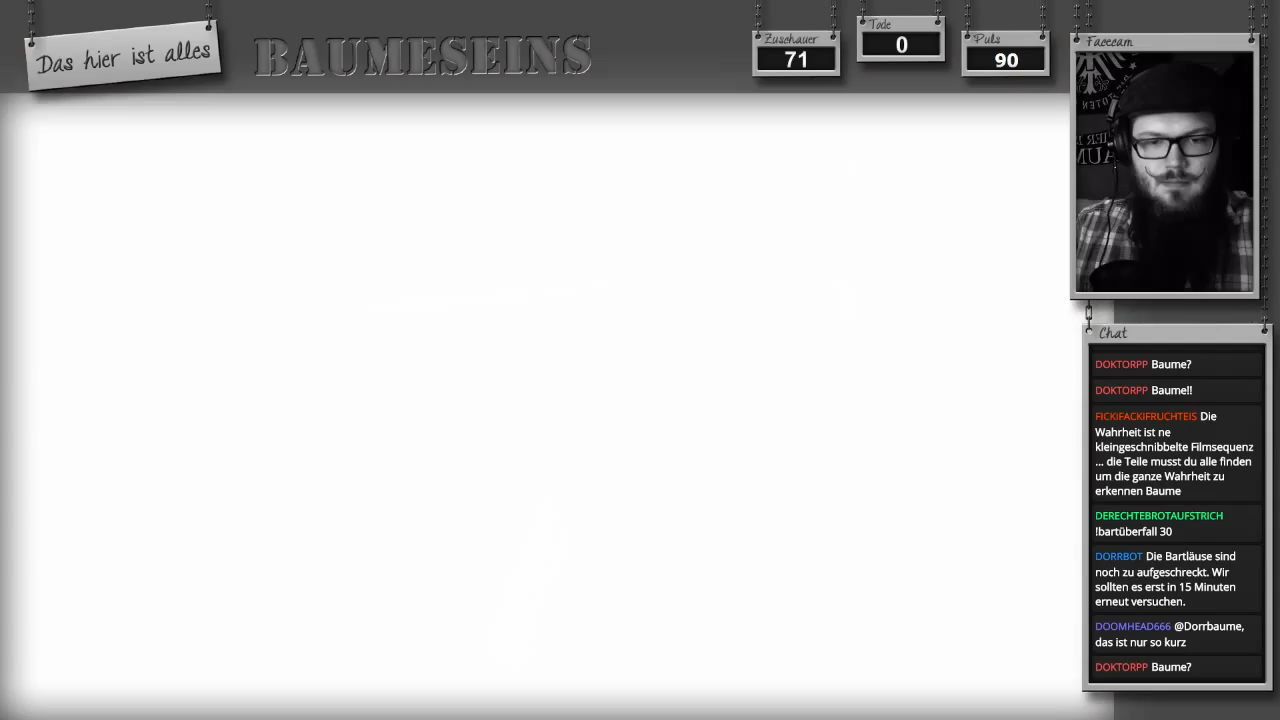 Das hier ist alles
BAUMESEINS
Zuschauer
71
Tode
0
Puls
90
Facecam
Chat
DOKTORPP Baume?
DOKTORPP Baume!!
FICKIFACKIFRUCHTEIS Die
Wahrheit ist ne
kleingeschnibbelte Filmsequenz
... die Teile musst du alle finden
um die ganze Wahrheit zu
erkennen Baume
DERECHTEBROTAUFSTRICH
!bartüberfall 30
DORRBOT Die Bartläuse sind
noch zu aufgeschreckt. Wir
sollten es erst in 15 Minuten
erneut versuchen.
DOOMHEAD666 @Dorrbaume,
das ist nur so kurz
DOKTORPP Baume?